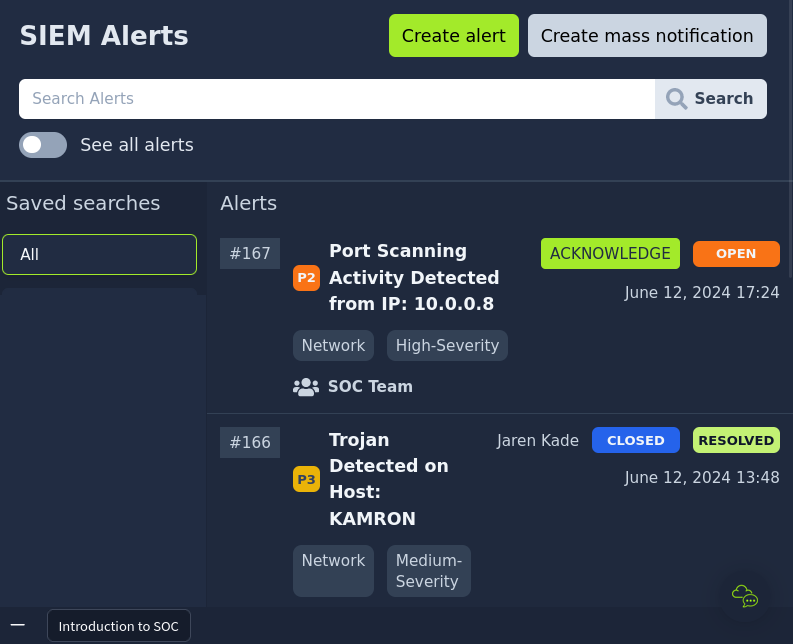 SIEM Alerts
Create alert
Create mass notification
Search Alerts
Search
See all alerts
Saved searches
All
Alerts
#167
P2
Port Scanning
Activity Detected
from IP: 10.0.0.8
ACKNOWLEDGE
OPEN
June 12, 2024 17:24
Network
High-Severity
SOC Team
#166
P3
Trojan
Detected on
Host:
KAMRON
Jaren Kade
CLOSED
RESOLVED
June 12, 2024 13:48
Network
Medium-
Severity
Introduction to SOC